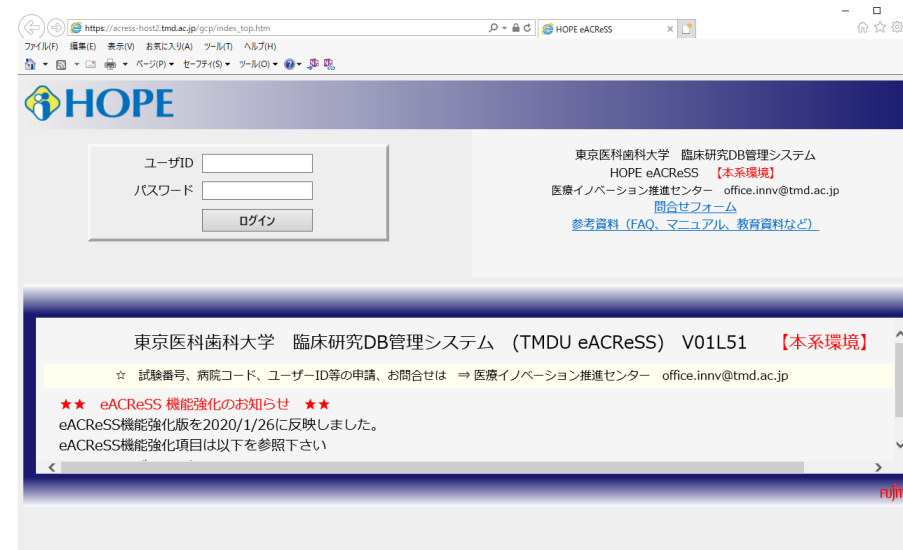 https://acress-host2.tmd.ac.jp/gcp/index_top.htm
HOPE eACReSS
ファイル(F) 編集(E) 表示(V) お気に入り(A) ツール(T) ヘルプ(H)
ページ(P) セーフティ(S) ツール(O)
HOPE
ユーザID
パスワード
ログイン
東京医科歯科大学 臨床研究DB管理システム
HOPE eACReSS 【本系環境】
医療イノベーション推進センター office.innv@tmd.ac.jp
問合せフォーム
参考資料（FAQ、マニュアル、教育資料など）
東京医科歯科大学 臨床研究DB管理システム (TMDU eACReSS) V01L51 【本系環境】
☆ 試験番号、病院コード、ユーザーID等の申請、お問合せは ⇒ 医療イノベーション推進センター office.innv@tmd.ac.jp
★★ eACReSS 機能強化のお知らせ ★★
eACReSS機能強化版を2020/1/26に反映しました。
eACReSS機能強化項目は以下を参照下さい